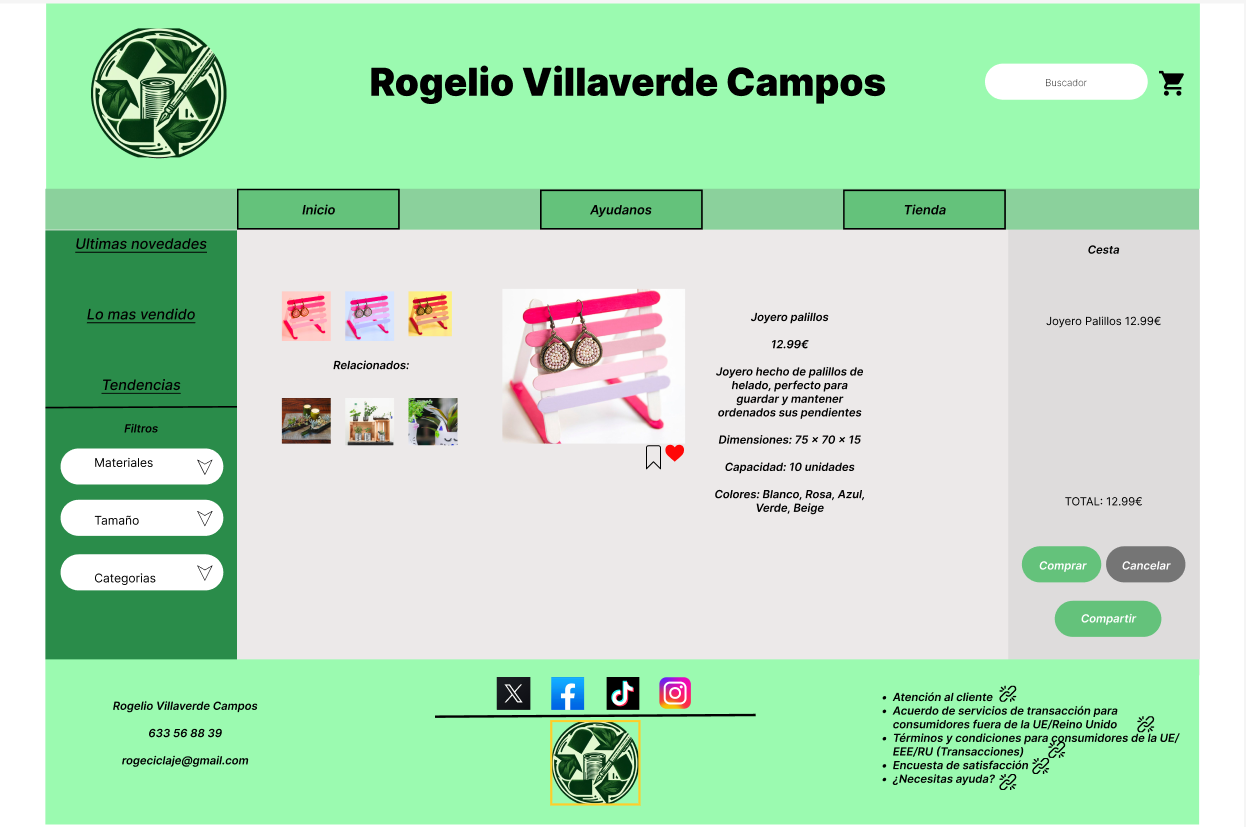 Rogelio Villaverde Campos
Buscador
Inicio
Ayudanos
Tienda
Ultimas novedades
Lo mas vendido
Tendencias
Filtros
Materiales
Tamaño
Categorias
Relacionados:
Joyero palillos
12.99€
Joyero hecho de palillos de
helado, perfecto para
guardar y mantener
ordenados sus pendientes
Dimensiones: 75 x 70 x 15
Capacidad: 10 unidades
Colores: Blanco, Rosa, Azul,
Verde, Beige
Cesta
Joyero Palillos 12.99€
TOTAL: 12.99€
Comprar
Cancelar
Compartir
Rogelio Villaverde Campos
633 56 88 39
rogeciclaje@gmail.com
• Atención al cliente
• Acuerdo de servicios de transacción para
consumidores fuera de la UE/Reino Unido
• Términos y condiciones para consumidores de la UE/
EEE/RU (Transacciones)
• Encuesta de satisfacción
• ¿Necesitas ayuda?